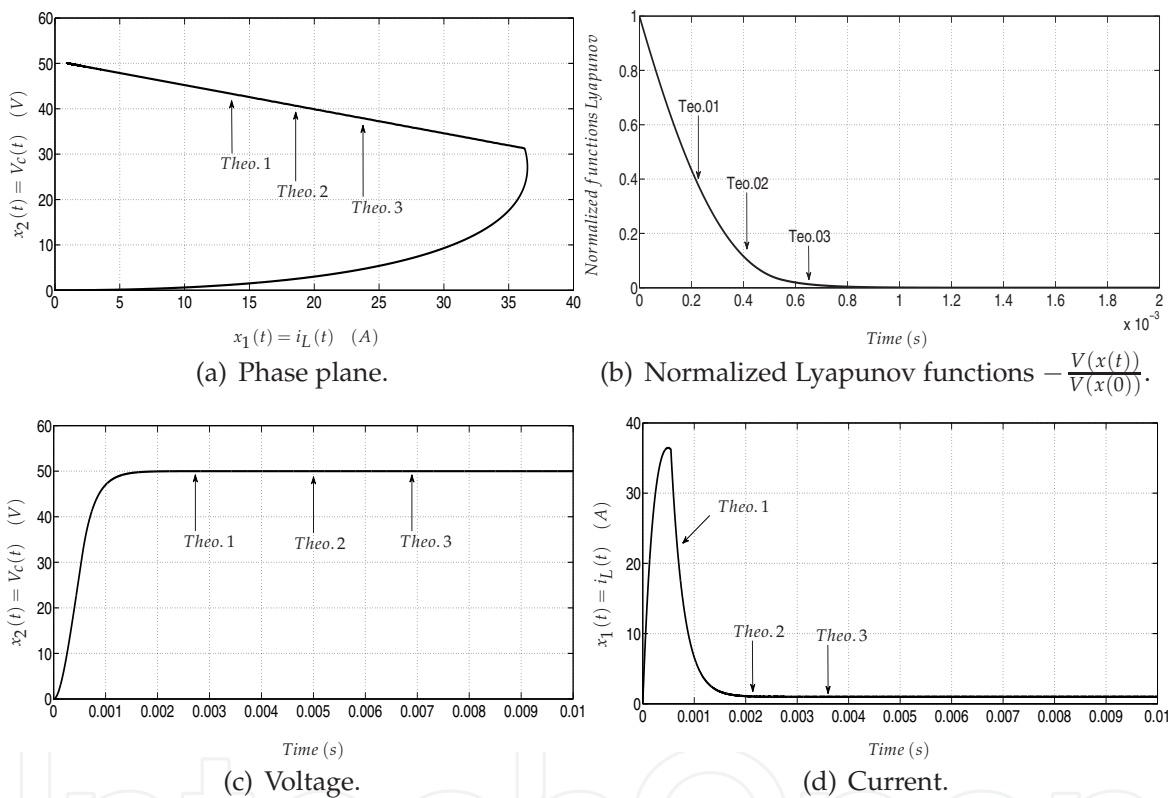 60
50
40
30
20
10
0
0 5 10 15 20 25 30 35 40
x₂(t) = V_c(t) (V)
x₁(t) = i_L(t) (A)
Theo. 1
Theo. 2
Theo. 3
(a) Phase plane.
1
0.8
0.6
0.4
0.2
0
0 0.2 0.4 0.6 0.8 1 1.2 1.4 1.6 1.8 2
x 10⁻³
Normalized functions Lyapunov
Time (s)
Teo.01
Teo.02
Teo.03
(b) Normalized Lyapunov functions − V(x(t))/V(x(0)).
60
50
40
30
20
10
0
0 0.001 0.002 0.003 0.004 0.005 0.006 0.007 0.008 0.009 0.01
x₂(t) = V_c(t) (V)
Time (s)
Theo. 1
Theo. 2
Theo. 3
(c) Voltage.
40
30
20
10
0
0 0.001 0.002 0.003 0.004 0.005 0.006 0.007 0.008 0.009 0.01
x₁(t) = i_L(t) (A)
Time (s)
Theo. 1
Theo. 2
Theo. 3
(d) Current.